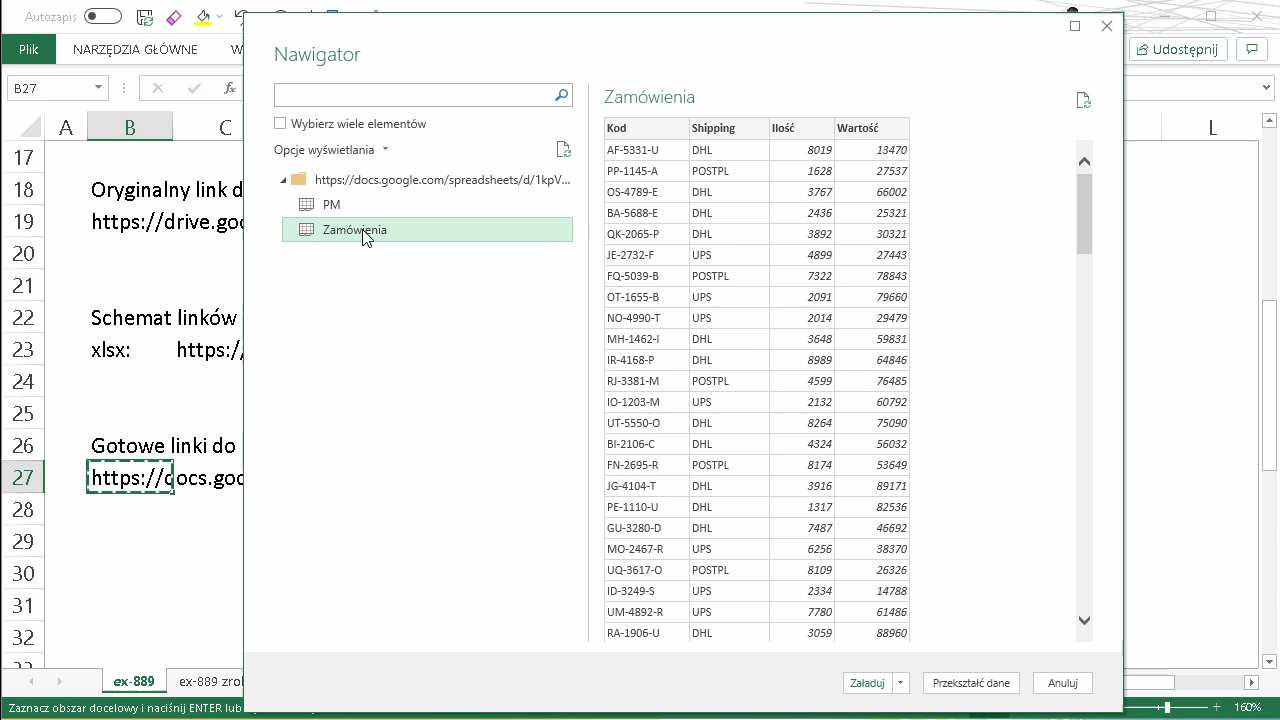 Autozapis
Plik
NARZĘDZIA GŁÓWNE
W
Udostępnij
B27
fx
A
B
C
L
17
18
Oryginalny link d
19
https://drive.goo
20
21
22
Schemat linków
23
xlsx:
https:/
24
25
26
Gotowe linki do
27
https://docs.goo
28
29
30
31
32
33
Nawigator
Wybierz wiele elementów
Opcje wyświetlania
https://docs.google.com/spreadsheets/d/1kpV...
PM
Zamówienia
Zamówienia
Kod Shipping Ilość Wartość
AF-5331-U DHL 8019 13470
PP-1145-A POSTPL 1628 27537
OS-4789-E DHL 3767 66002
BA-5688-E DHL 2436 25321
QK-2065-P DHL 3892 30321
JE-2732-F UPS 4899 27443
FQ-5039-B POSTPL 7322 78843
OT-1655-B UPS 2091 79660
NO-4990-T UPS 2014 29479
MH-1462-I DHL 3648 59831
IR-4168-P DHL 8989 64846
RJ-3381-M POSTPL 4599 76485
IO-1203-M UPS 2132 60792
UT-5550-O DHL 8264 75090
BI-2106-C DHL 4324 56032
FN-2695-R POSTPL 8174 53649
JG-4104-T DHL 3916 89171
PE-1110-U DHL 1317 82536
GU-3280-D DHL 7487 46692
MO-2467-R UPS 6256 38370
UQ-3617-O POSTPL 8109 26326
ID-3249-S UPS 2334 14788
UM-4892-R UPS 7780 61486
RA-1906-U DHL 3059 88960
Załaduj
Przekształć dane
Anuluj
ex-889
ex-889 zrob
Zaznacz obszar docelowy i naciśnij ENTER lub
160%